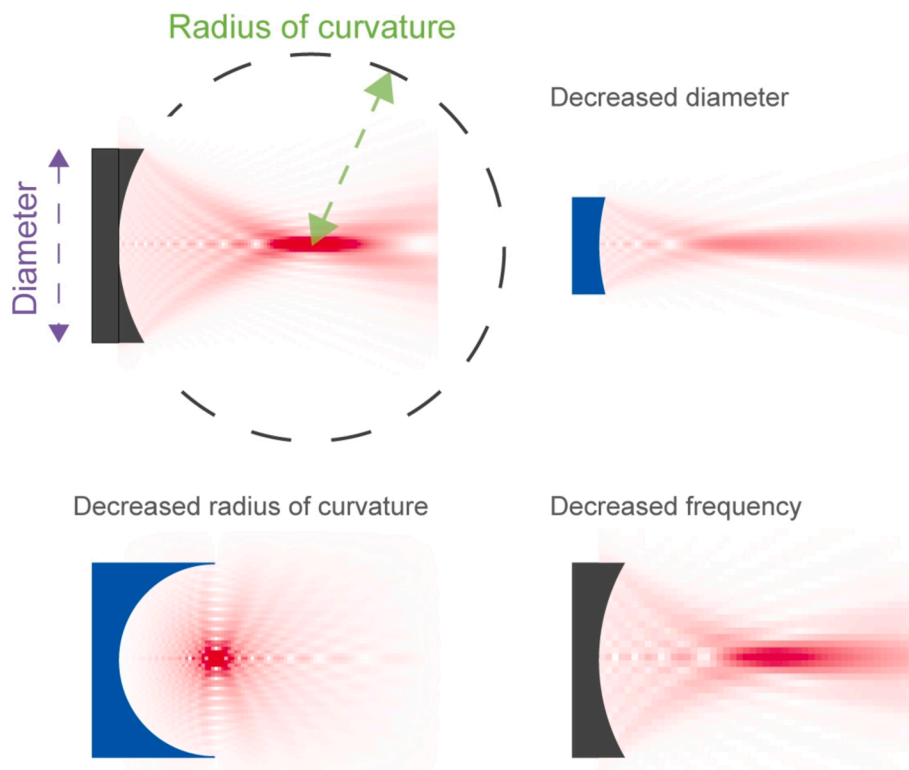 Radius of curvature
Decreased diameter
Diameter
Decreased radius of curvature
Decreased frequency